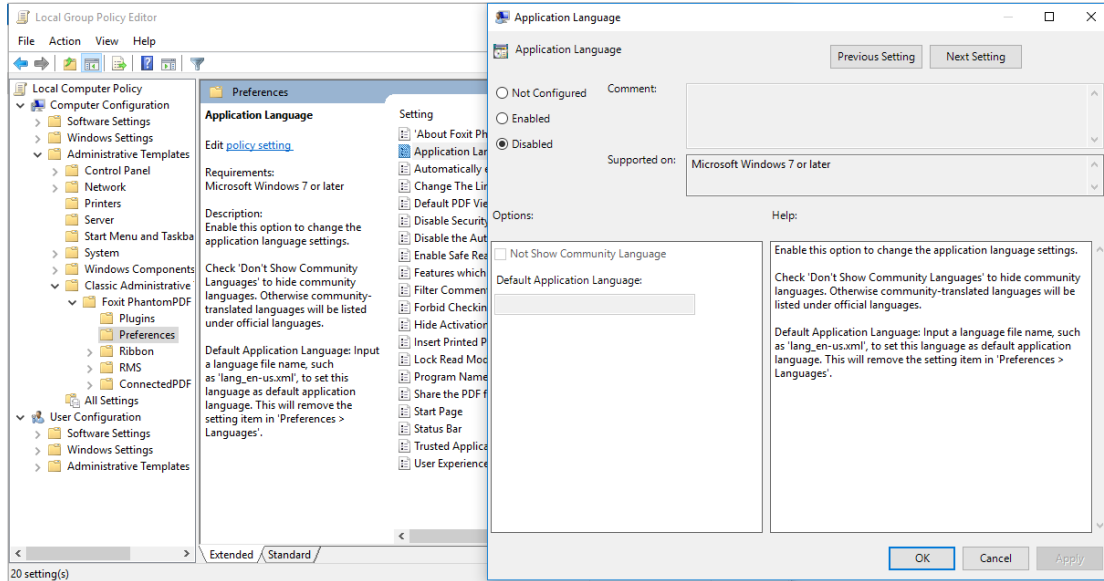 Local Group Policy Editor
File Action View Help
Local Computer Policy
Computer Configuration
Software Settings
Windows Settings
Administrative Templates
Control Panel
Network
Printers
Server
Start Menu and Taskba
System
Windows Components
Classic Administrative
Foxit PhantomPDF
Plugins
Preferences
Ribbon
RMS
ConnectedPDF
All Settings
User Configuration
Software Settings
Windows Settings
Administrative Templates
Preferences
Application Language
Edit policy setting
Requirements:
Microsoft Windows 7 or later
Description:
Enable this option to change the
application language settings.
Check 'Don't Show Community
Languages' to hide community
languages. Otherwise community-
translated languages will be listed
under official languages.
Default Application Language: Input
a language file name, such
as 'lang_en-us.xml', to set this
language as default application
language. This will remove the
setting item in 'Preferences >
Languages'.
Setting
'About Foxit Ph
Application Lan
Automatically e
Change The Lin
Default PDF Vie
Disable Security
Disable the Aut
Enable Safe Rea
Features which
Filter Commen
Forbid Checkin
Hide Activation
Insert Printed P
Lock Read Mod
Program Name
Share the PDF f
Start Page
Status Bar
Trusted Applica
User Experience
Extended Standard
20 setting(s)
Application Language
Application Language
Previous Setting Next Setting
Not Configured
Enabled
Disabled
Comment:
Supported on:
Microsoft Windows 7 or later
Options:
Help:
Not Show Community Language
Default Application Language:
Enable this option to change the application language settings.
Check 'Don't Show Community Languages' to hide community
languages. Otherwise community-translated languages will be
listed under official languages.
Default Application Language: Input a language file name, such
as 'lang_en-us.xml', to set this language as default application
language. This will remove the setting item in 'Preferences >
Languages'.
OK Cancel Apply